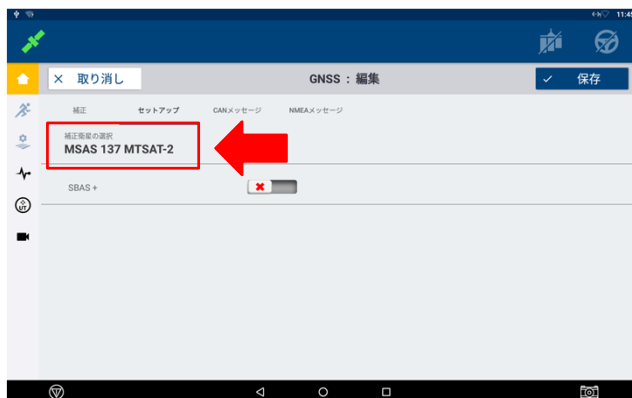 11:45
× 取り消し
GNSS : 編集
保存
補正
セットアップ
CANメッセージ
NMEAメッセージ
補正衛星の選択
MSAS 137 MTSAT-2
SBAS +
UT